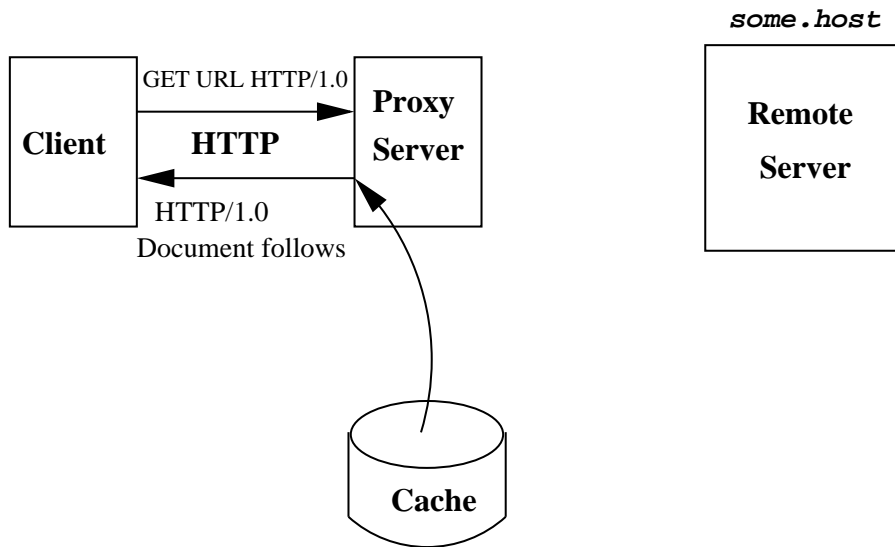 some.host
GET URL HTTP/1.0
Client
HTTP
Proxy
Server
HTTP/1.0
Document follows
Remote
Server
Cache